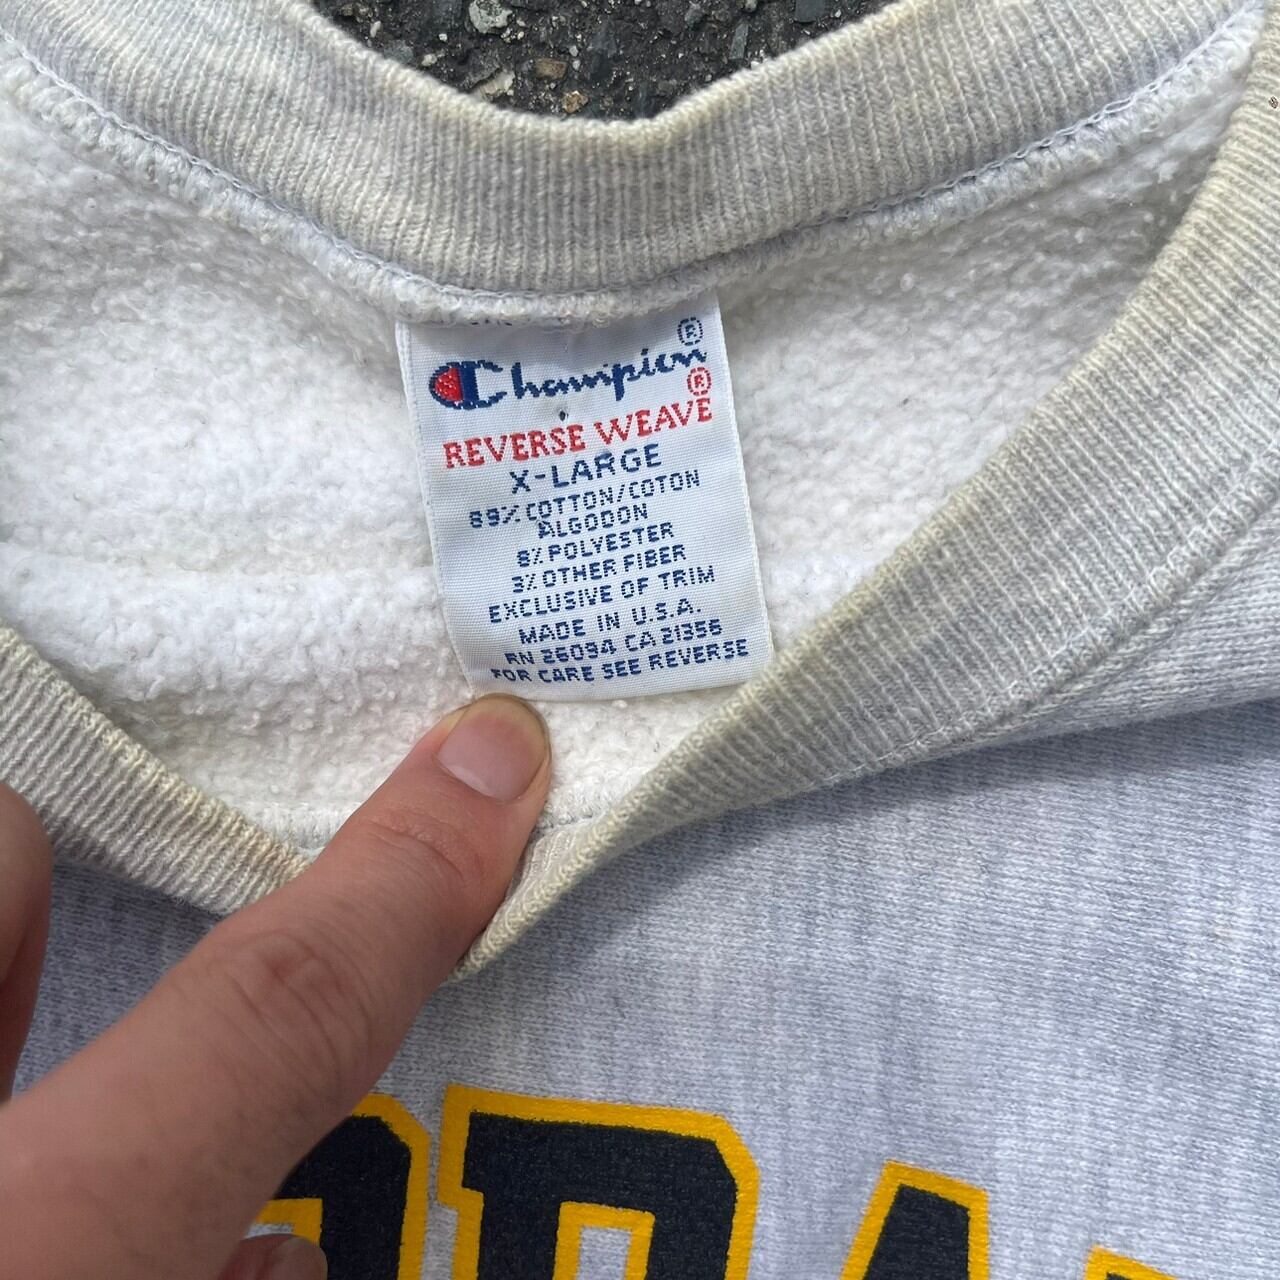 ®
Champion
®
REVERSE WEAVE
X-LARGE
89% COTTON/COTON
ALGODON
8% POLYESTER
3% OTHER FIBER
EXCLUSIVE OF TRIM
MADE IN U.S.A.
RN 26094 CA 21356
FOR CARE SEE REVERSE